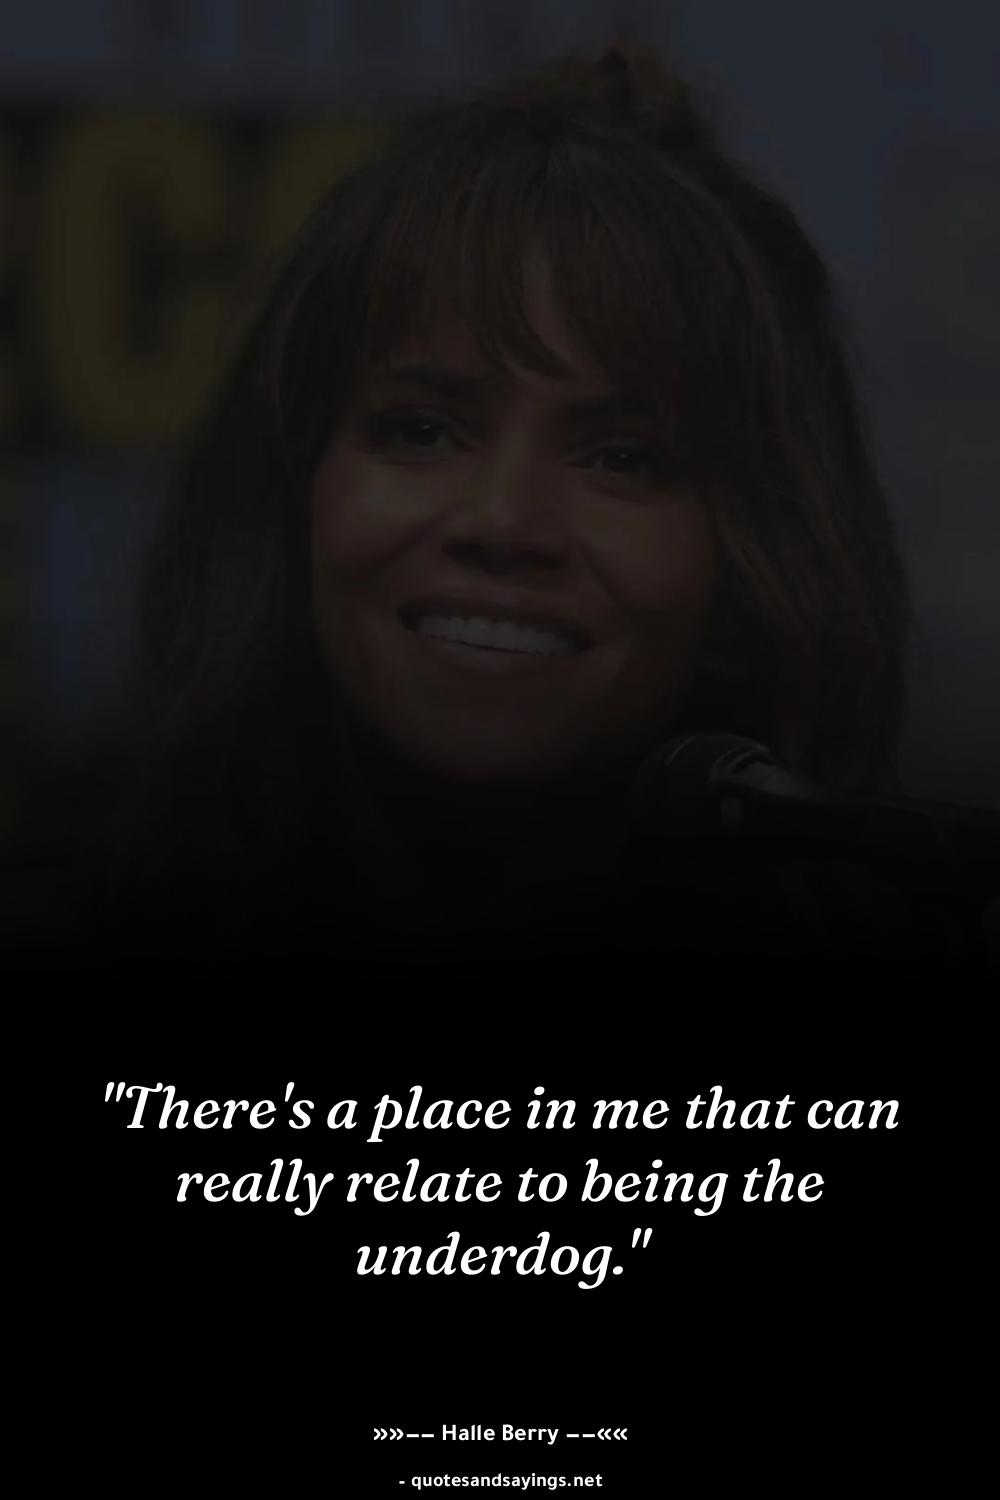 "There's a place in me that can
really relate to being the
underdog."
»»−− Halle Berry −−««
- quotesandsayings.net